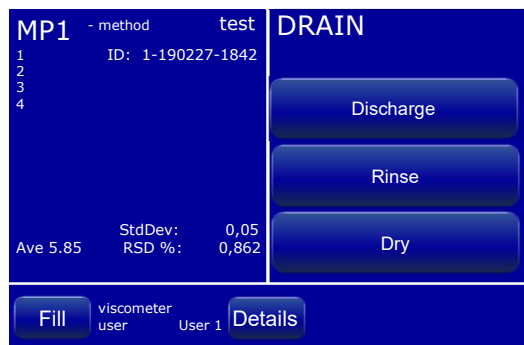 MP1 - method test
1 ID: 1-190227-1842
2
3
4
StdDev: 0,05
Ave 5.85 RSD %: 0,862
DRAIN
Discharge
Rinse
Dry
Fill
viscometer
user User 1
Details